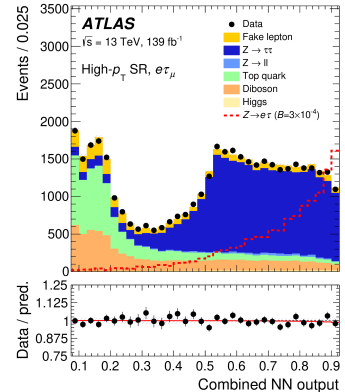 Events / 0.025
3500
3000
2500
2000
1500
1000
500
0
ATLAS
√s = 13 TeV, 139 fb⁻¹
High-p_T SR, eτ_μ
Data
Fake lepton
Z → ττ
Z → ll
Top quark
Diboson
Higgs
Z→eτ (B=3×10⁻⁴)
Data / pred.
1.25
1.125
1
0.875
0.75
0.1 0.2 0.3 0.4 0.5 0.6 0.7 0.8 0.9
Combined NN output